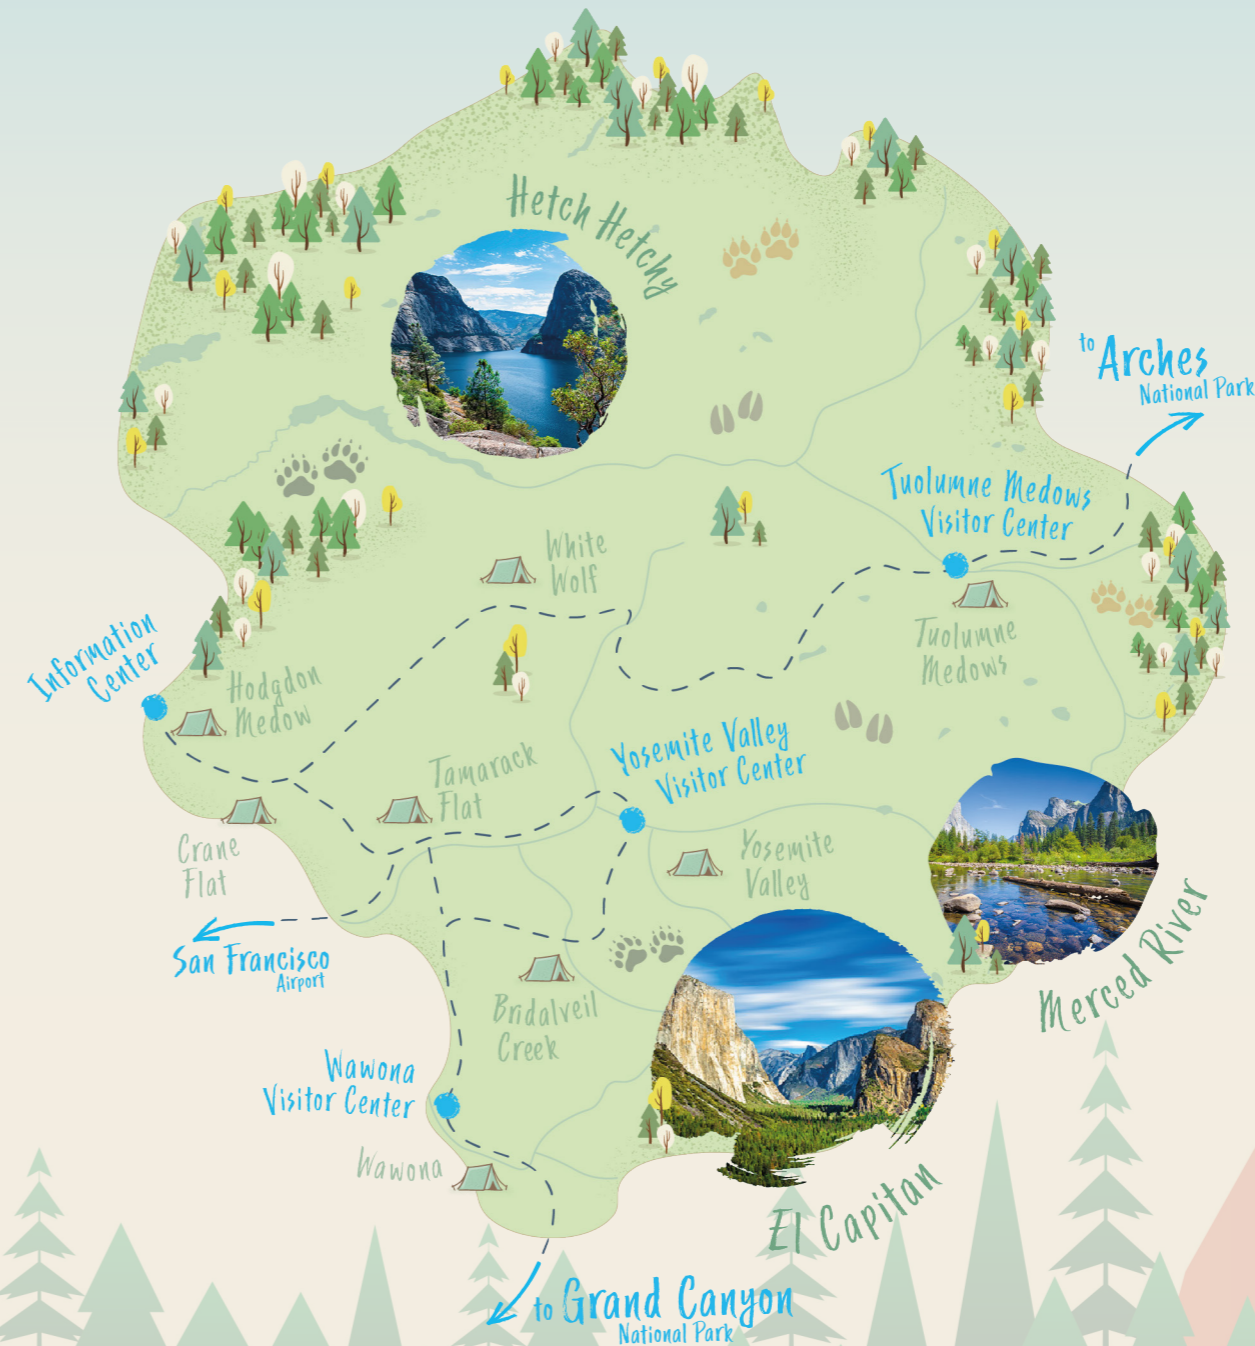 Hetch Hetchy
to Arches
National Park
Tuolumne Medows
Visitor Center
White
Wolf
Tuolumne
Medows
Information
Center
Hodgdon
Medow
Yosemite Valley
Visitor Center
Tamarack
Flat
Crane
Flat
Yosemite
Valley
San Francisco
Airport
Merced River
Bridalveil
Creek
Wawona
Visitor Center
Wawona
El Capitan
to Grand Canyon
National Park